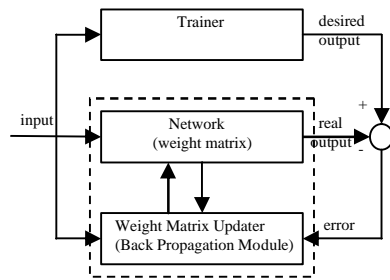 Trainer
desired
output
input
+
Network
(weight matrix)
real
output
-
Weight Matrix Updater
(Back Propagation Module)
error